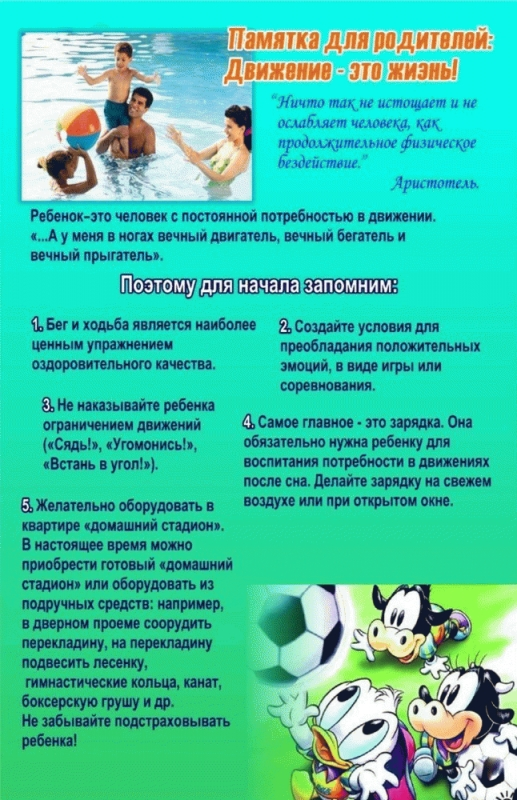 Памятка для родителей:
Движение - это жизнь!
“Ничто так не истощает и не
ослабляет человека, как
продолжительное физическое
бездействие.”
Аристотель.
Ребенок-это человек с постоянной потребностью в движении.
«...А у меня в ногах вечный двигатель, вечный бегатель и
вечный прыгатель».
Поэтому для начала запомним:
1. Бег и ходьба является наиболее
ценным упражнением
оздоровительного качества.
2. Создайте условия для
преобладания положительных
эмоций, в виде игры или
соревнования.
3. Не наказывайте ребенка
ограничением движений
(«Сядь!», «Угомонись!»,
«Встань в угол!»).
4. Самое главное - это зарядка. Она
обязательно нужна ребенку для
воспитания потребности в движениях
после сна. Делайте зарядку на свежем
воздухе или при открытом окне.
5. Желательно оборудовать в
квартире «домашний стадион».
В настоящее время можно
приобрести готовый «домашний
стадион» или оборудовать из
подручных средств: например,
в дверном проеме соорудить
перекладину, на перекладину
подвесить лесенку,
гимнастические кольца, канат,
боксерскую грушу и др.
Не забывайте подстраховывать
ребенка!